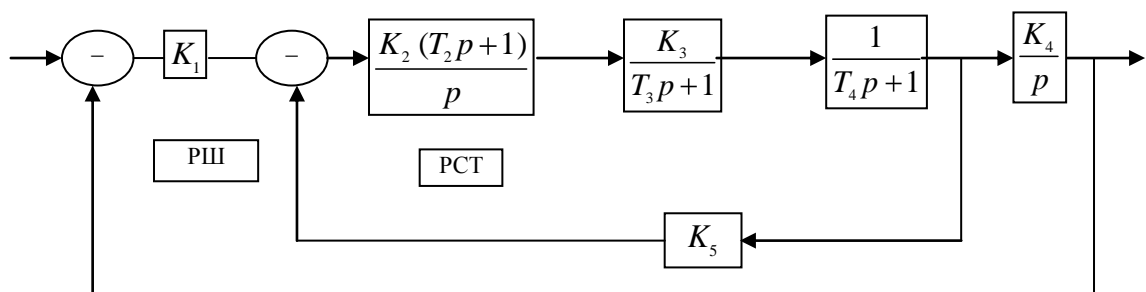 −
K₁
−
K₂ (T₂p+1)
p
K₃
T₃p+1
1
T₄p+1
K₄
p
РШ
РСТ
K₅